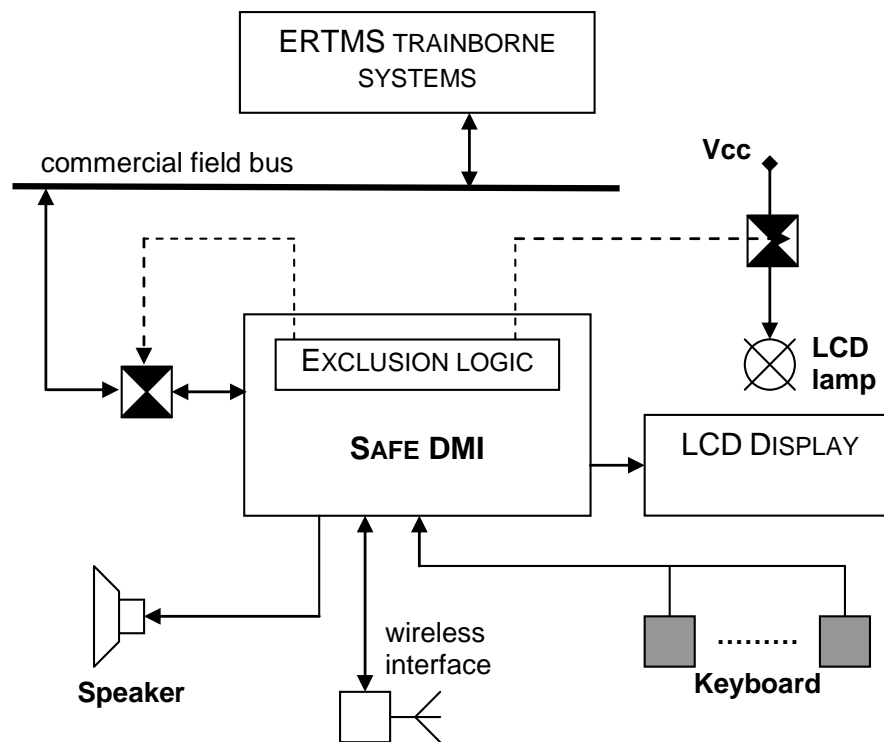 ERTMS TRAINBORNE
SYSTEMS
commercial field bus
Vcc
EXCLUSION LOGIC
LCD
lamp
SAFE DMI
LCD DISPLAY
wireless
interface
.........
Speaker
Keyboard